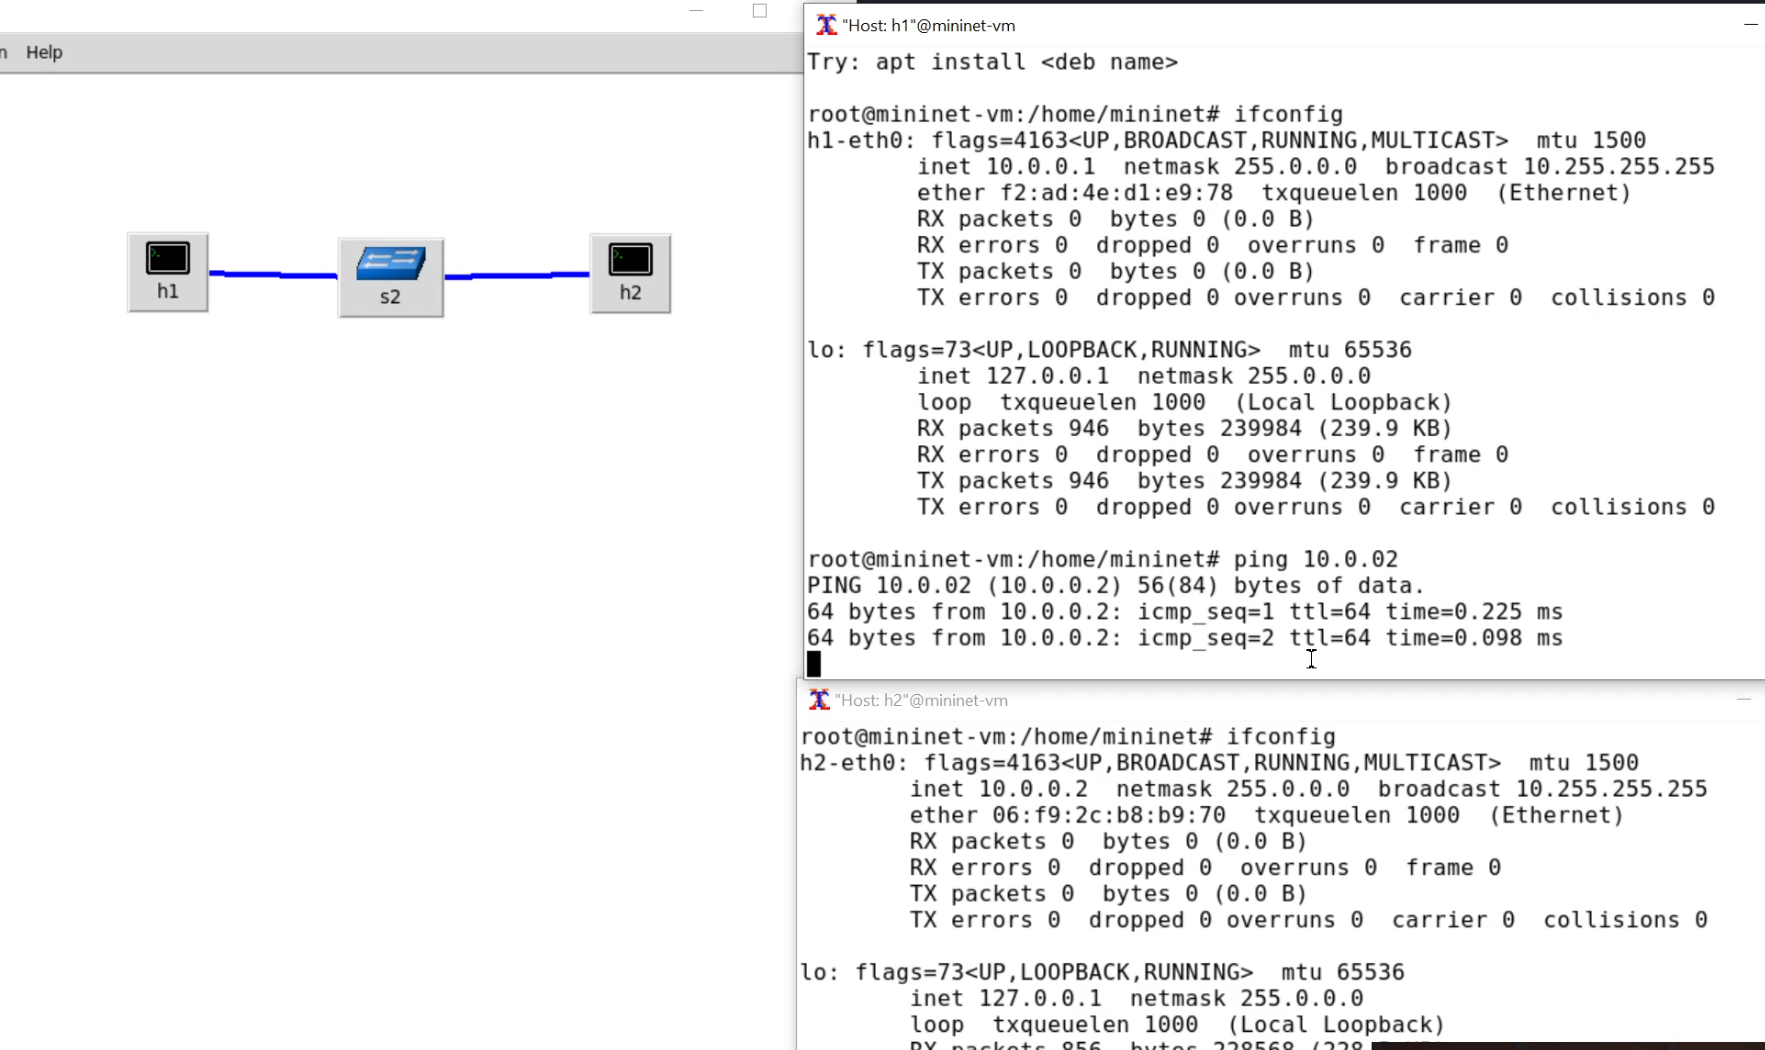 n Help
h1
s2
h2
"Host: h1"@mininet-vm
Try: apt install <deb name>
root@mininet-vm:/home/mininet# ifconfig
h1-eth0: flags=4163<UP,BROADCAST,RUNNING,MULTICAST>  mtu 1500
        inet 10.0.0.1  netmask 255.0.0.0  broadcast 10.255.255.255
        ether f2:ad:4e:d1:e9:78  txqueuelen 1000  (Ethernet)
        RX packets 0  bytes 0 (0.0 B)
        RX errors 0  dropped 0  overruns 0  frame 0
        TX packets 0  bytes 0 (0.0 B)
        TX errors 0  dropped 0 overruns 0  carrier 0  collisions 0
lo: flags=73<UP,LOOPBACK,RUNNING>  mtu 65536
        inet 127.0.0.1  netmask 255.0.0.0
        loop  txqueuelen 1000  (Local Loopback)
        RX packets 946  bytes 239984 (239.9 KB)
        RX errors 0  dropped 0  overruns 0  frame 0
        TX packets 946  bytes 239984 (239.9 KB)
        TX errors 0  dropped 0 overruns 0  carrier 0  collisions 0
root@mininet-vm:/home/mininet# ping 10.0.02
PING 10.0.02 (10.0.0.2) 56(84) bytes of data.
64 bytes from 10.0.0.2: icmp_seq=1 ttl=64 time=0.225 ms
64 bytes from 10.0.0.2: icmp_seq=2 ttl=64 time=0.098 ms
"Host: h2"@mininet-vm
root@mininet-vm:/home/mininet# ifconfig
h2-eth0: flags=4163<UP,BROADCAST,RUNNING,MULTICAST>  mtu 1500
        inet 10.0.0.2  netmask 255.0.0.0  broadcast 10.255.255.255
        ether 06:f9:2c:b8:b9:70  txqueuelen 1000  (Ethernet)
        RX packets 0  bytes 0 (0.0 B)
        RX errors 0  dropped 0  overruns 0  frame 0
        TX packets 0  bytes 0 (0.0 B)
        TX errors 0  dropped 0 overruns 0  carrier 0  collisions 0
lo: flags=73<UP,LOOPBACK,RUNNING>  mtu 65536
        inet 127.0.0.1  netmask 255.0.0.0
        loop  txqueuelen 1000  (Local Loopback)
        RX packets 856  bytes 228568 (228